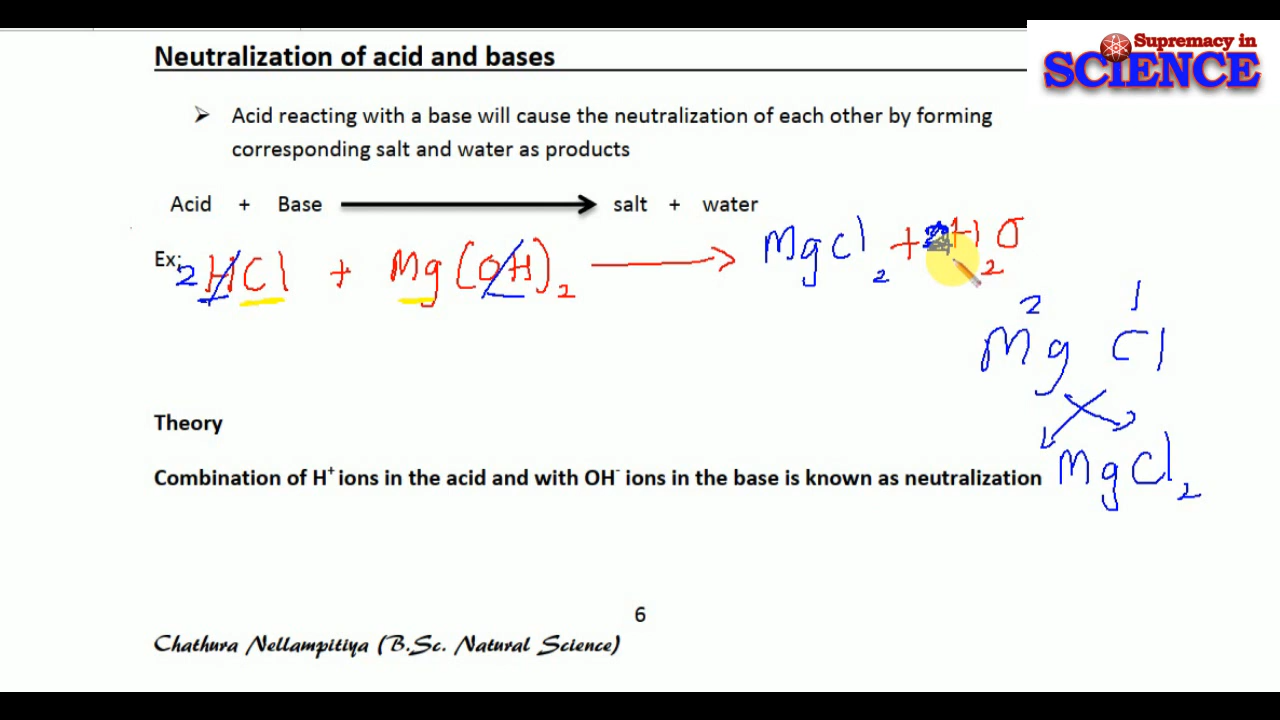 Supremacy in
SCIENCE
Neutralization of acid and bases
➢ Acid reacting with a base will cause the neutralization of each other by forming
corresponding salt and water as products
Acid + Base ⟶ salt + water
Ex: 2HCl + Mg(OH)₂ ⟶ MgCl₂ + H₂O
2 1
Mg Cl
MgCl₂
Theory
Combination of H⁺ ions in the acid and with OH⁻ ions in the base is known as neutralization
6
Chathura Nellampitiya (B.Sc. Natural Science)